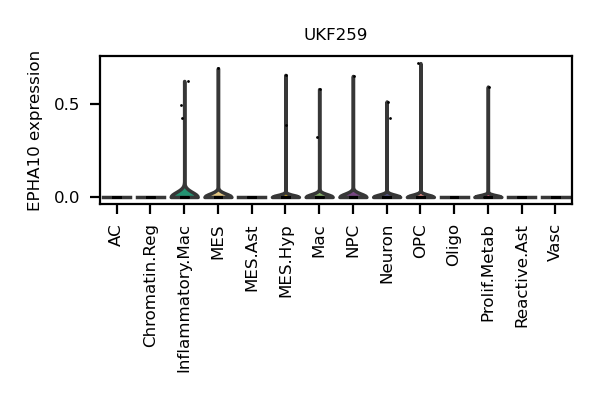 UKF259
EPHA10 expression
0.5
0.0
AC
Chromatin.Reg
Inflammatory.Mac
MES
MES.Ast
MES.Hyp
Mac
NPC
Neuron
OPC
Oligo
Prolif.Metab
Reactive.Ast
Vasc